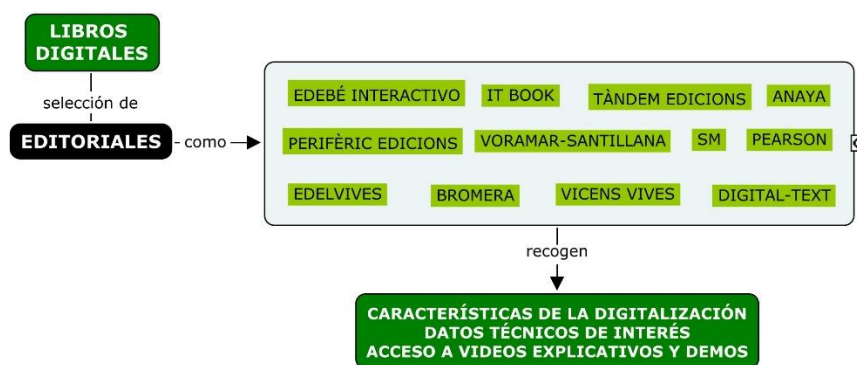 LIBROS
DIGITALES
selección de
EDITORIALES
como
EDEBÉ INTERACTIVO IT BOOK TÀNDEM EDICIONS ANAYA
PERIFÈRIC EDICIONS VORAMAR-SANTILLANA SM PEARSON
EDELVIVES BROMERA VICENS VIVES DIGITAL-TEXT
recogen
CARACTERÍSTICAS DE LA DIGITALIZACIÓN
DATOS TÉCNICOS DE INTERÉS
ACCESO A VIDEOS EXPLICATIVOS Y DEMOS